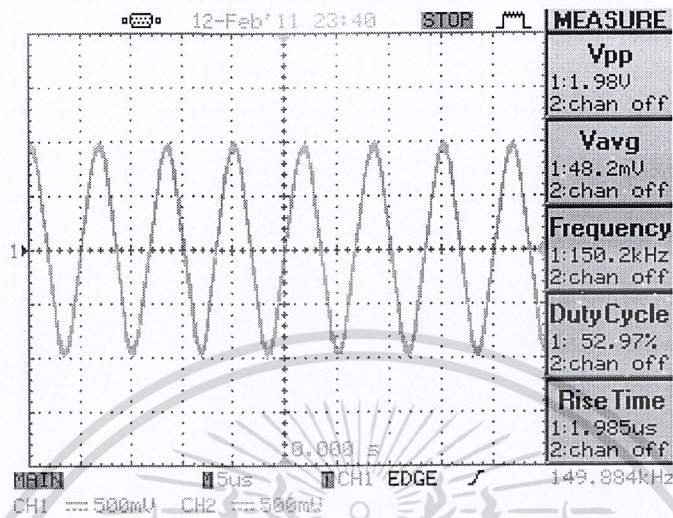 12-Feb'11 23:40 STOP MEASURE
Vpp
1:1.98V
2:chan off
Vavg
1:48.2mV
2:chan off
Frequency
1:150.2kHz
2:chan off
DutyCycle
1: 52.97%
2:chan off
RiseTime
1:1.985us
2:chan off
1
0.000 s
MAIN M 5us T CH1 EDGE 149.884kHz
CH1 500mV CH2 500mV